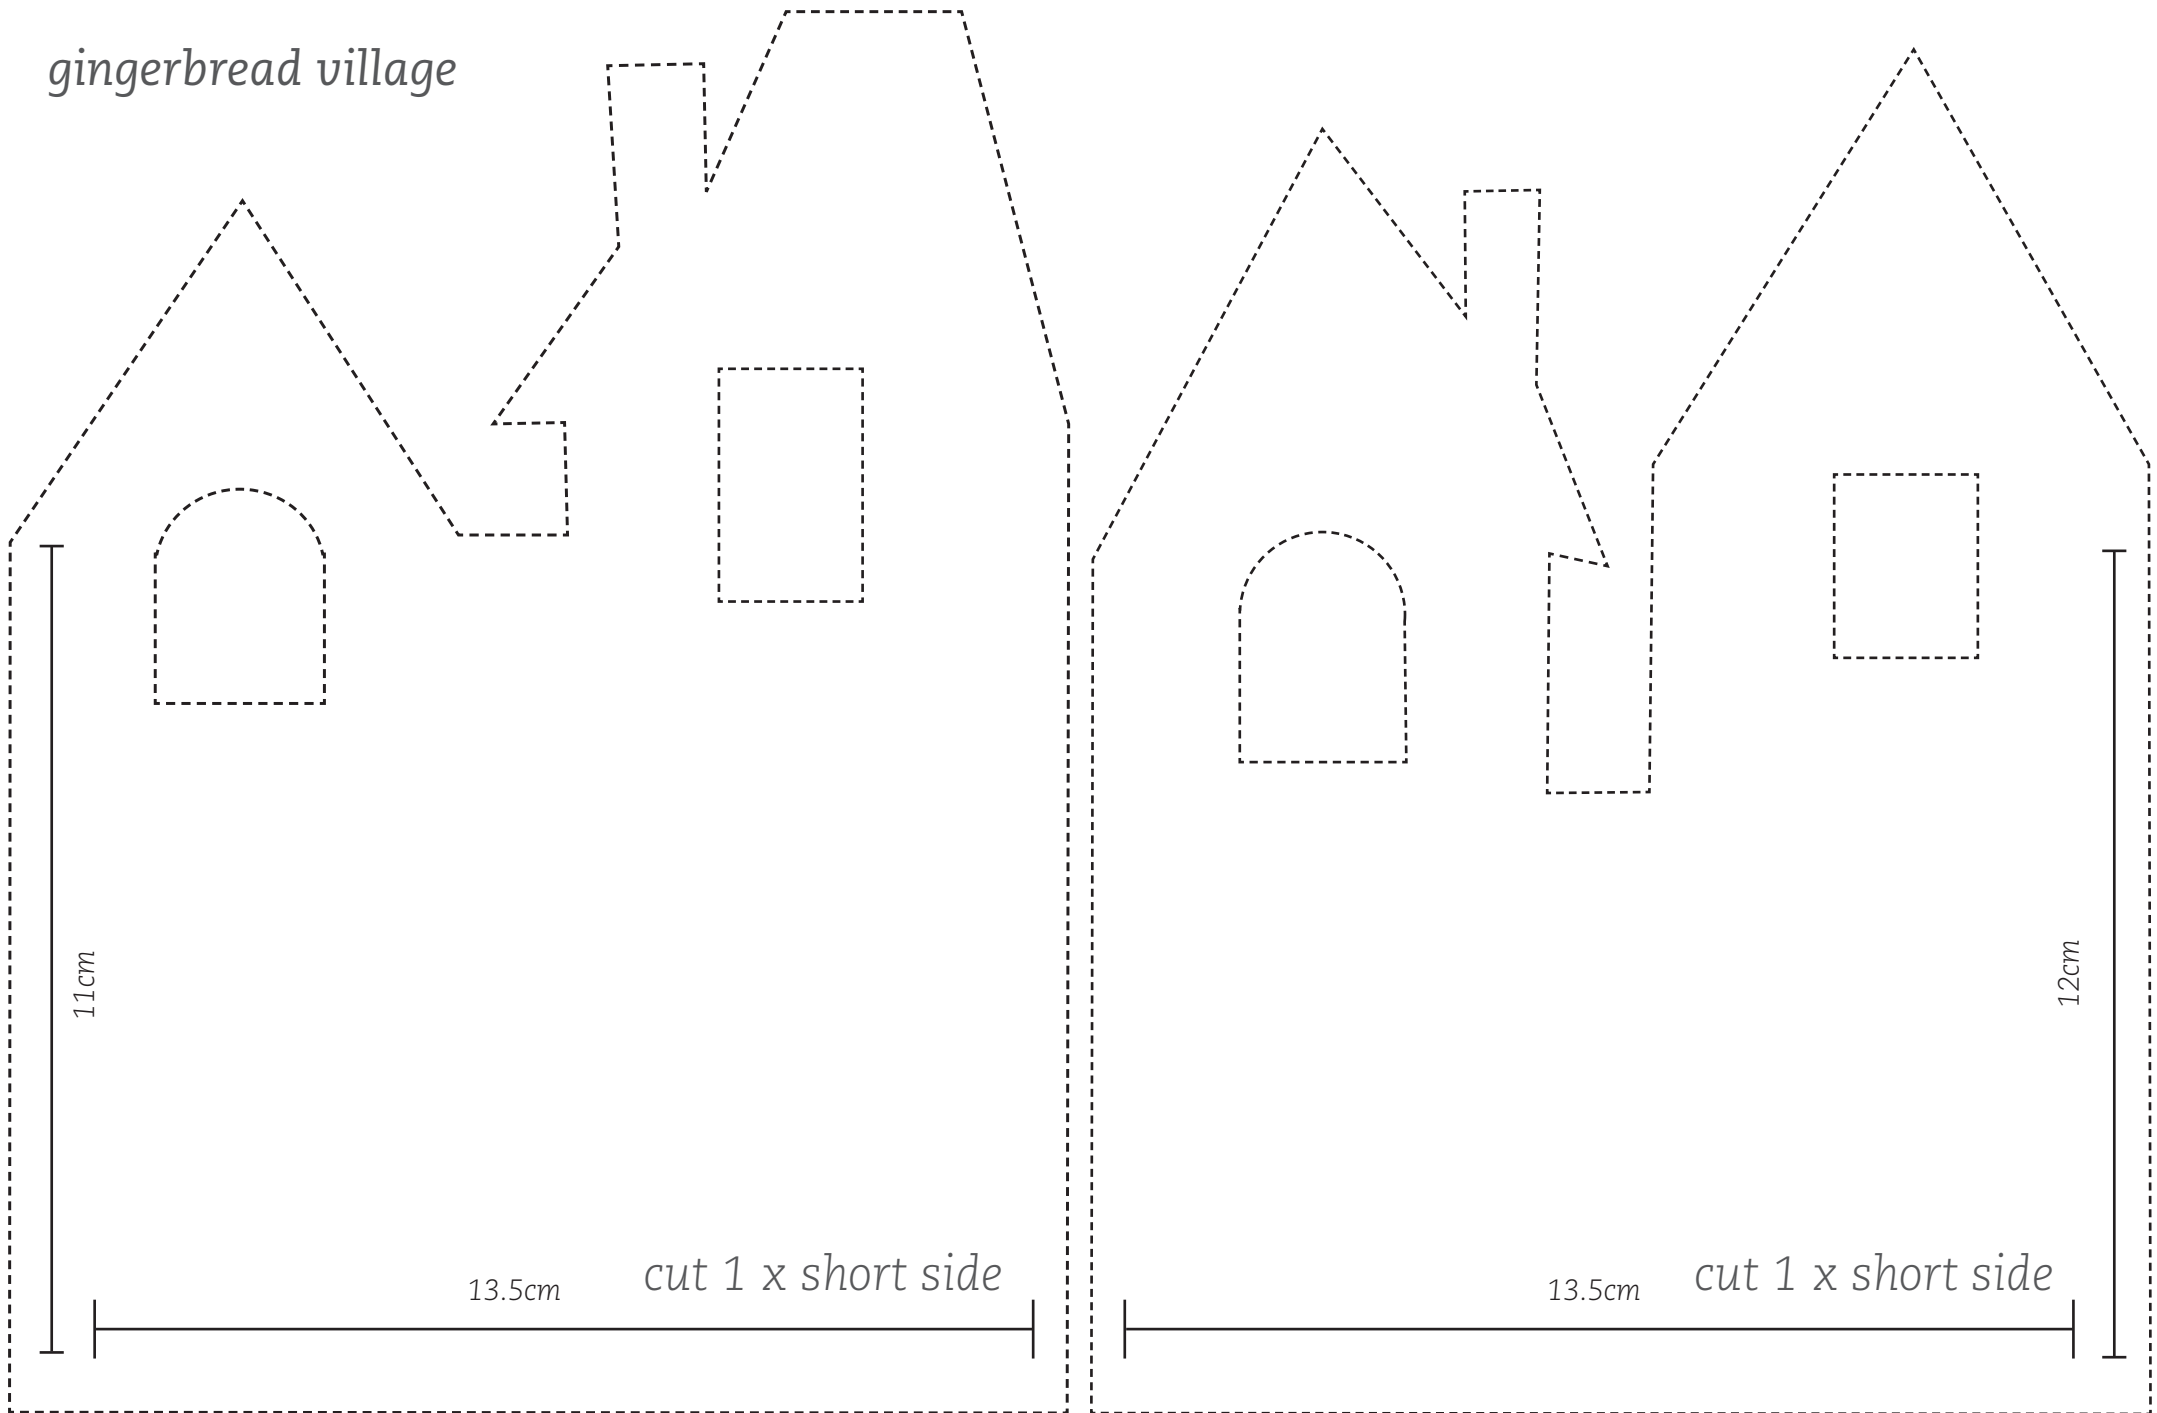 gingerbread village
11cm
12cm
13.5cm
cut 1 x short side
13.5cm
cut 1 x short side